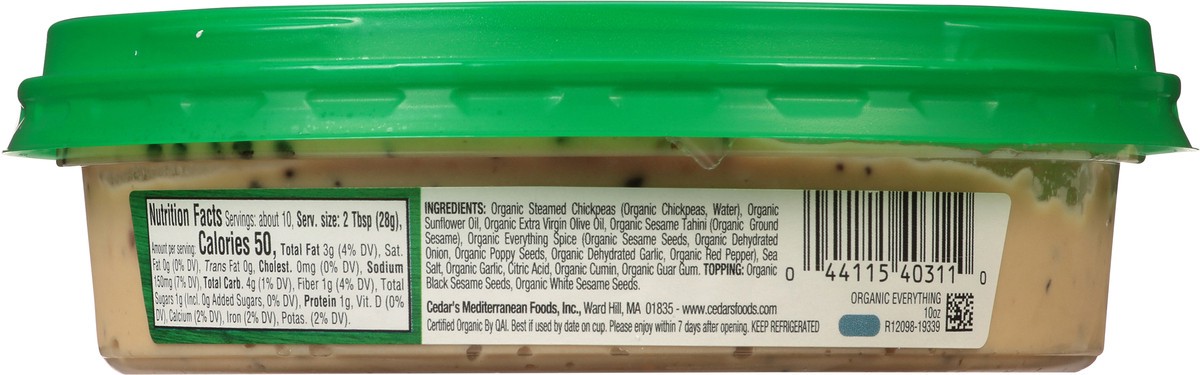 Nutrition Facts Servings: about 10, Serv. size: 2 Tbsp (28g),
Amount per serving: Calories 50, Total Fat 3g (4% DV), Sat.
Fat 0g (0% DV), Trans Fat 0g, Cholest. 0mg (0% DV), Sodium
150mg (7% DV), Total Carb. 4g (1% DV), Fiber 1g (4% DV), Total
Sugars 1g (Incl. 0g Added Sugars, 0% DV), Protein 1g, Vit. D (0%
DV), Calcium (2% DV), Iron (2% DV), Potas. (2% DV).
INGREDIENTS: Organic Steamed Chickpeas (Organic Chickpeas, Water), Organic
Sunflower Oil, Organic Extra Virgin Olive Oil, Organic Sesame Tahini (Organic Ground
Sesame), Organic Everything Spice (Organic Sesame Seeds, Organic Dehydrated
Onion, Organic Poppy Seeds, Organic Dehydrated Garlic, Organic Red Pepper), Sea
Salt, Organic Garlic, Citric Acid, Organic Cumin, Organic Guar Gum. TOPPING: Organic
Black Sesame Seeds, Organic White Sesame Seeds.
Cedar's Mediterranean Foods, Inc., Ward Hill, MA 01835 - www.cedarsfoods.com
Certified Organic By QAI. Best if used by date on cup. Please enjoy within 7 days after opening. KEEP REFRIGERATED
0 44115 40311 0
ORGANIC EVERYTHING
10oz
R12098-19339